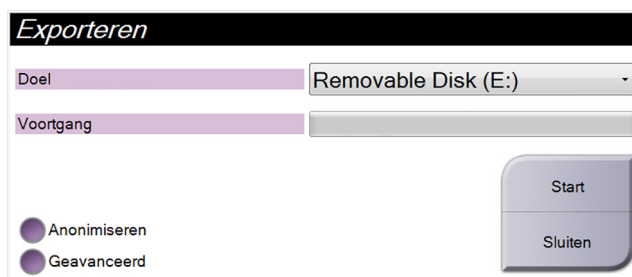 Exporteren
Doel
Removable Disk (E:)
Voortgang
Start
Anonimiseren
Sluiten
Geavanceerd